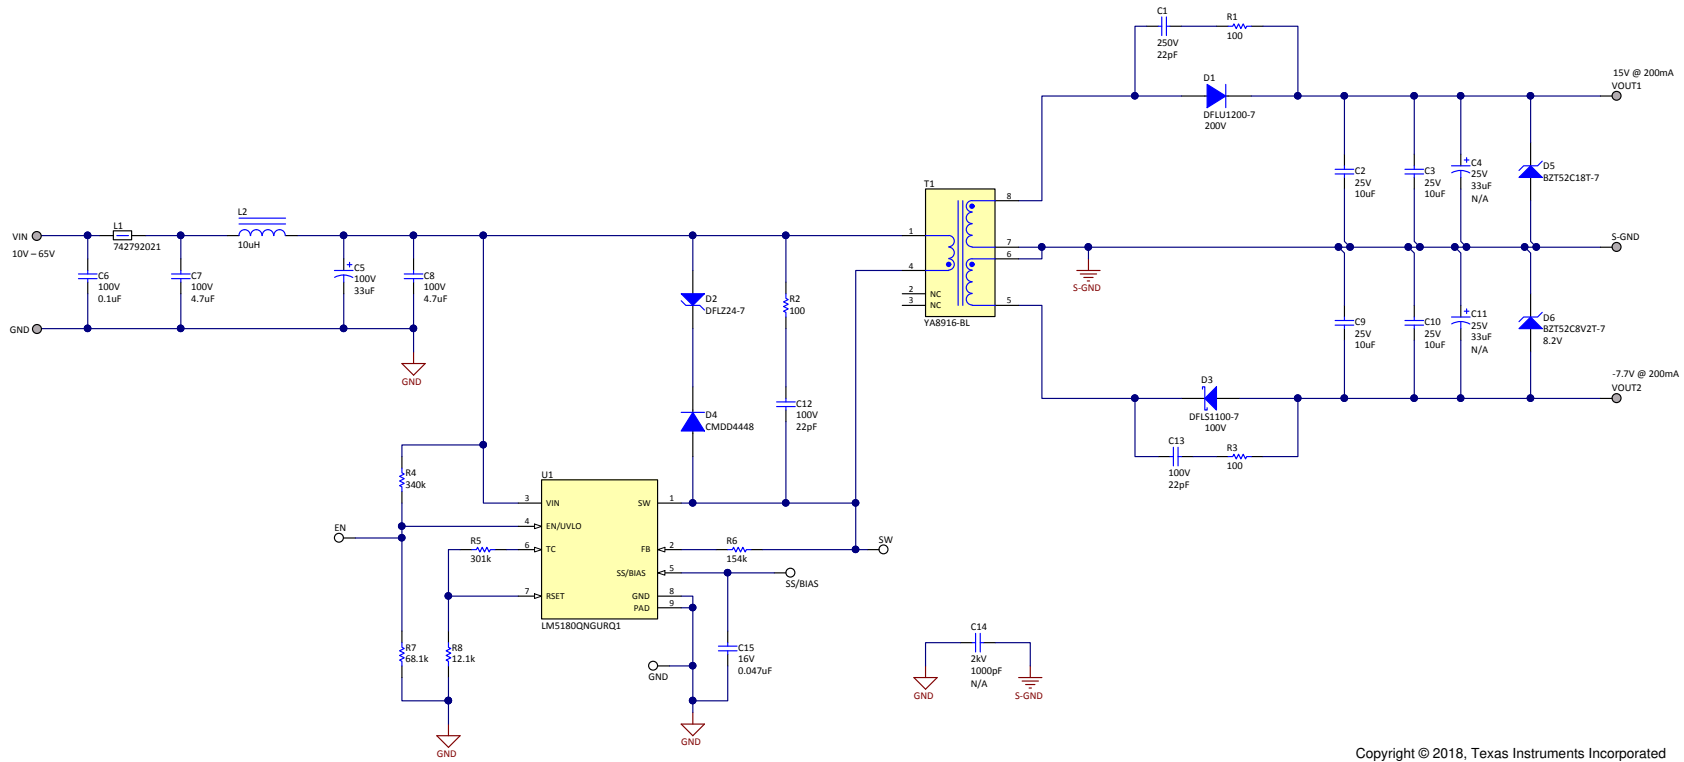 C1
250V
22pF
R1
100
D1
DFLU1200-7
200V
15V @ 200mA
VOUT1
C2
25V
10uF
C3
25V
10uF
C4
25V
33uF
N/A
D5
BZT52C18T-7
T1
8
7
6
5
1
4
2
3
NC
NC
YA8916-BL
S-GND
S-GND
VIN
10V – 65V
L1
742792021
L2
10uH
C6
100V
0.1uF
C7
100V
4.7uF
C5
100V
33uF
C8
100V
4.7uF
GND
GND
D2
DFLZ24-7
R2
100
D4
CMDD4448
C12
100V
22pF
C9
25V
10uF
C10
25V
10uF
C11
25V
33uF
N/A
D6
BZT52C8V2T-7
8.2V
D3
DFLS1100-7
100V
-7.7V @ 200mA
VOUT2
C13
100V
22pF
R3
100
R4
340k
EN
R5
301k
U1
3
VIN
4
EN/UVLO
6
TC
7
RSET
SW
1
FB
2
SS/BIAS
5
GND
8
PAD
9
LM5180QNGURQ1
R6
154k
SW
SS/BIAS
R7
68.1k
R8
12.1k
GND
GND
C15
16V
0.047uF
GND
C14
2kV
1000pF
N/A
GND
S-GND
Copyright © 2018, Texas Instruments Incorporated